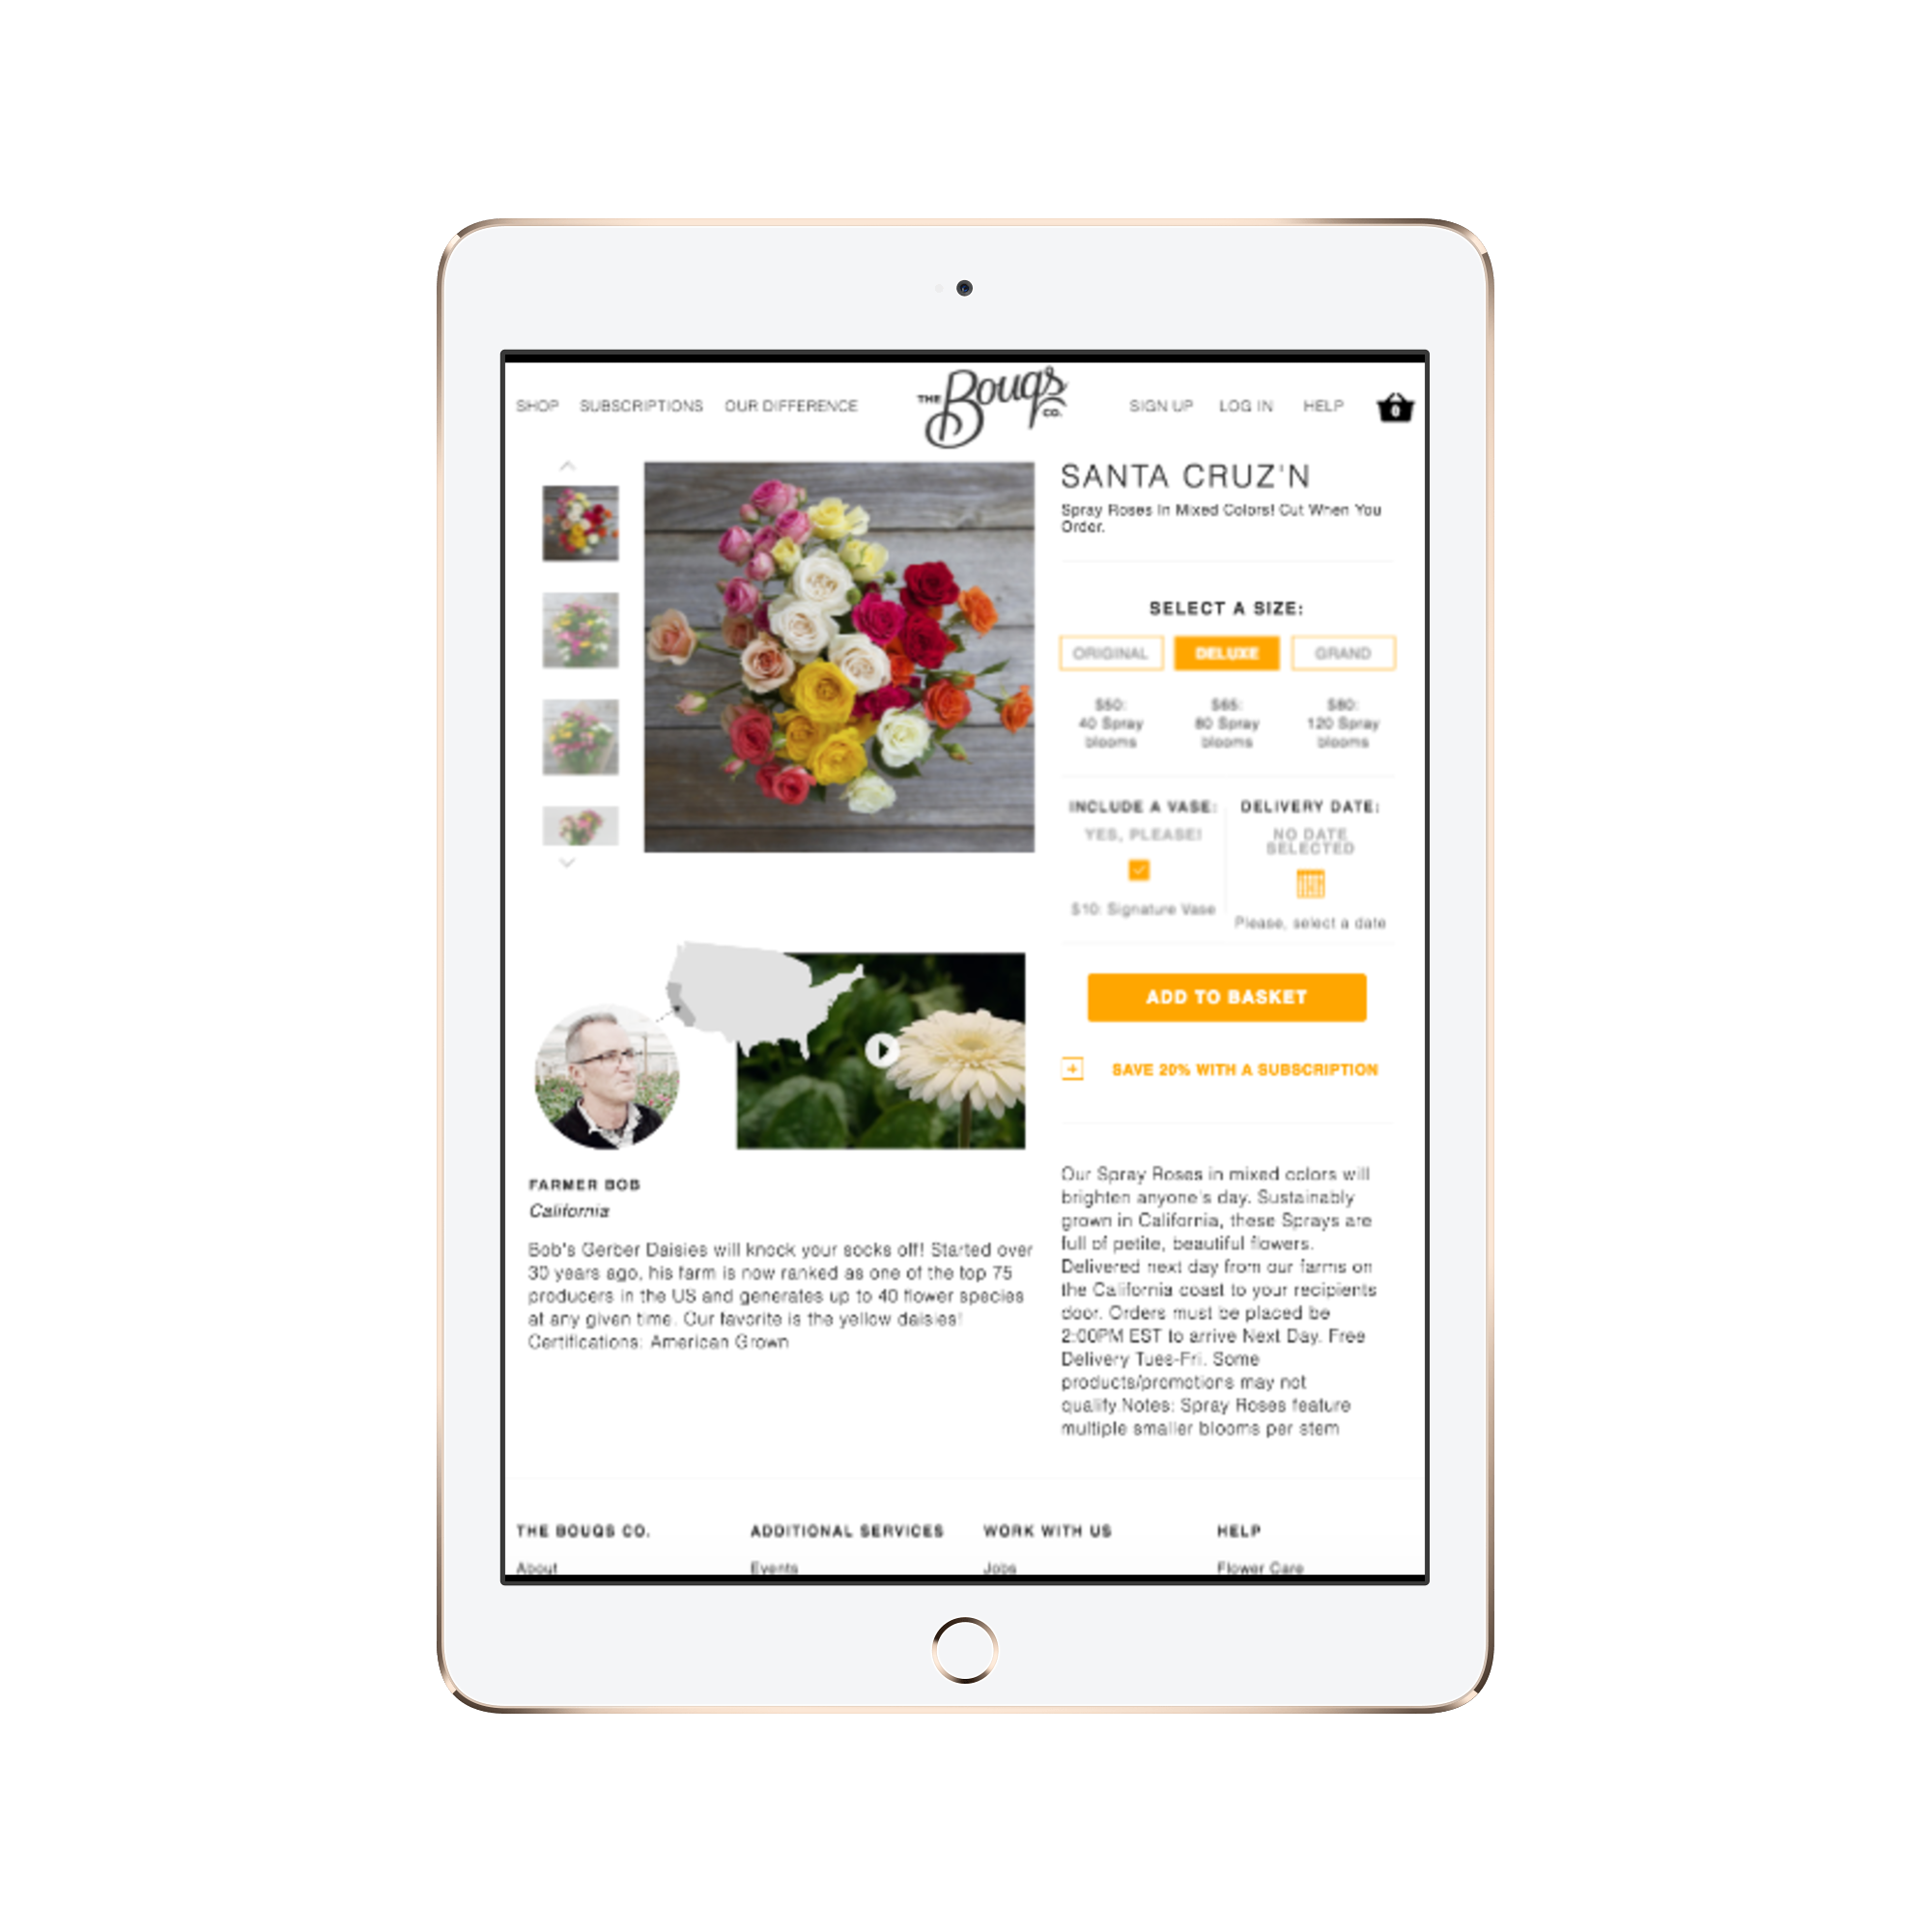 SHOP SUBSCRIPTIONS OUR DIFFERENCE
THE Bouqs CO.
SIGN UP LOG IN HELP
0
SANTA CRUZ'N
Spray Roses In Mixed Colors! Cut When You
Order.
SELECT A SIZE:
ORIGINAL DELUXE GRAND
$50: $65: $80:
40 Spray 80 Spray 120 Spray
blooms blooms blooms
INCLUDE A VASE: DELIVERY DATE:
YES, PLEASE! NO DATE
SELECTED
$10: Signature Vase
Please, select a date
ADD TO BASKET
SAVE 20% WITH A SUBSCRIPTION
FARMER BOB
California
Bob's Gerber Daisies will knock your socks off! Started over
30 years ago, his farm is now ranked as one of the top 75
producers in the US and generates up to 40 flower species
at any given time. Our favorite is the yellow daisies!
Certifications: American Grown
Our Spray Roses in mixed colors will
brighten anyone's day. Sustainably
grown in California, these Sprays are
full of petite, beautiful flowers.
Delivered next day from our farms on
the California coast to your recipients
door. Orders must be placed be
2:00PM EST to arrive Next Day. Free
Delivery Tues-Fri. Some
products/promotions may not
qualify.Notes: Spray Roses feature
multiple smaller blooms per stem
THE BOUQS CO. ADDITIONAL SERVICES WORK WITH US HELP
About Events Jobs Flower Care